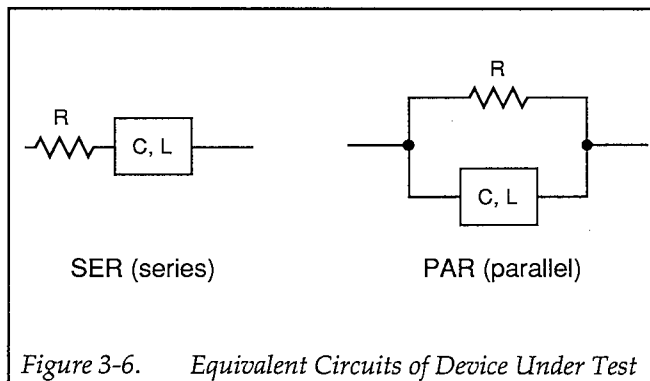 R
C, L
SER (series)
R
C, L
PAR (parallel)
Figure 3-6. Equivalent Circuits of Device Under Test